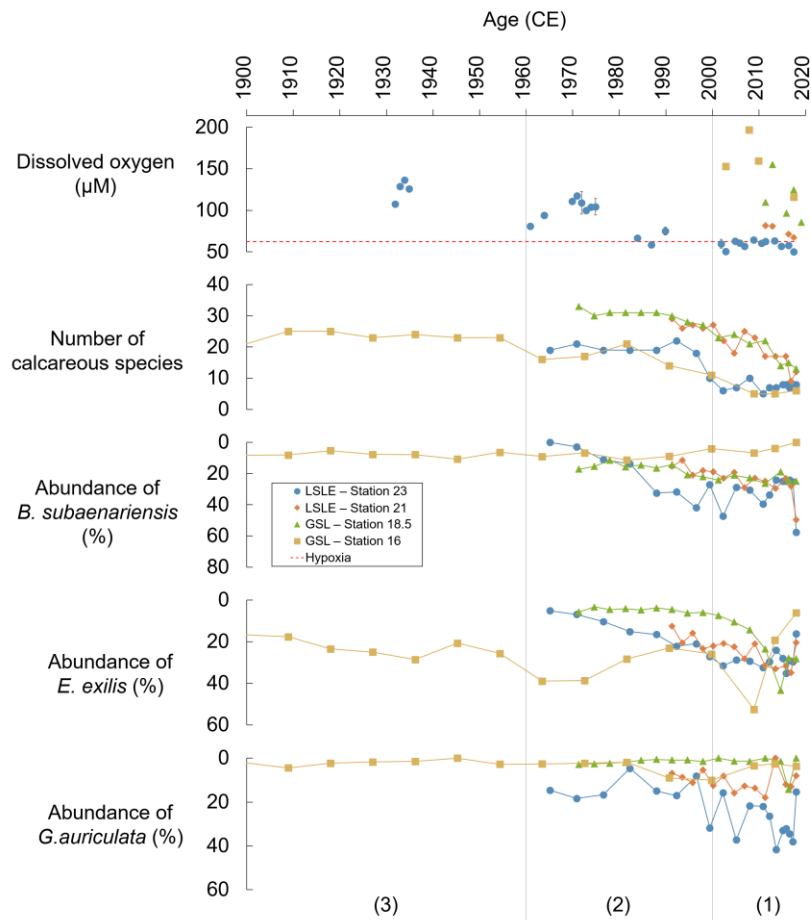 Age (CE)
1900 1910 1920 1930 1940 1950 1960 1970 1980 1990 2000 2010 2020
Dissolved oxygen
(µM)
200
150
100
50
Number of
calcareous species
40
30
20
10
0
Abundance of
B. subaenariensis
(%)
0
20
40
60
80
LSLE – Station 23
LSLE – Station 21
GSL – Station 18.5
GSL – Station 16
Hypoxia
Abundance of
E. exilis (%)
0
20
40
60
Abundance of
G.auriculata (%)
0
20
40
60
(3) (2) (1)